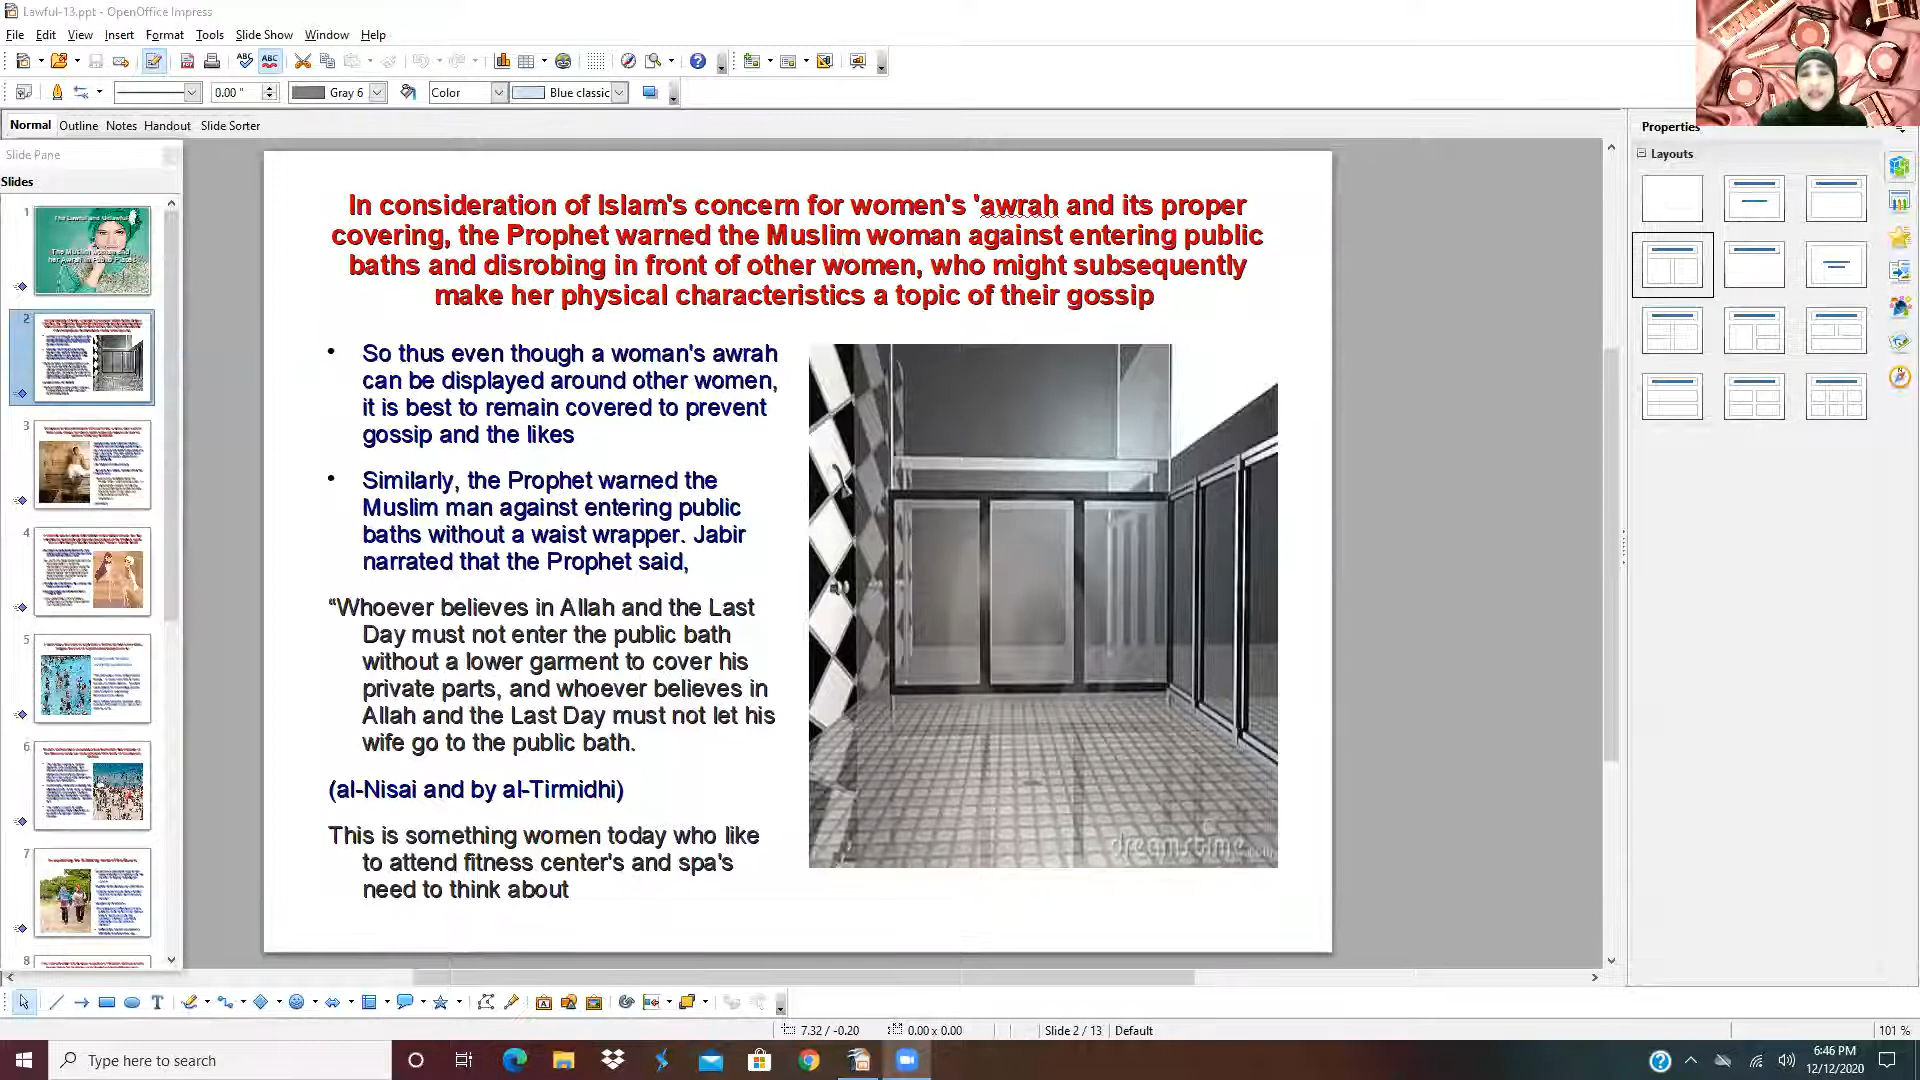 Lawful-13.ppt - OpenOffice Impress
File Edit View Insert Format Tools Slide Show Window Help
0.00 " Gray 6 Color Blue classic
Normal Outline Notes Handout Slide Sorter
Properties
Slide Pane
Layouts
Slides
1
2
3
4
5
6
7
8
In consideration of Islam's concern for women's 'awrah and its proper
covering, the Prophet warned the Muslim woman against entering public
baths and disrobing in front of other women, who might subsequently
make her physical characteristics a topic of their gossip
• So thus even though a woman's awrah
can be displayed around other women,
it is best to remain covered to prevent
gossip and the likes
• Similarly, the Prophet warned the
Muslim man against entering public
baths without a waist wrapper. Jabir
narrated that the Prophet said,
“Whoever believes in Allah and the Last
Day must not enter the public bath
without a lower garment to cover his
private parts, and whoever believes in
Allah and the Last Day must not let his
wife go to the public bath.
(al-Nisai and by al-Tirmidhi)
This is something women today who like
to attend fitness center's and spa's
need to think about
dreamstime
7.32 / -0.20 0.00 x 0.00 Slide 2 / 13 Default 101 %
Type here to search
6:46 PM
12/12/2020